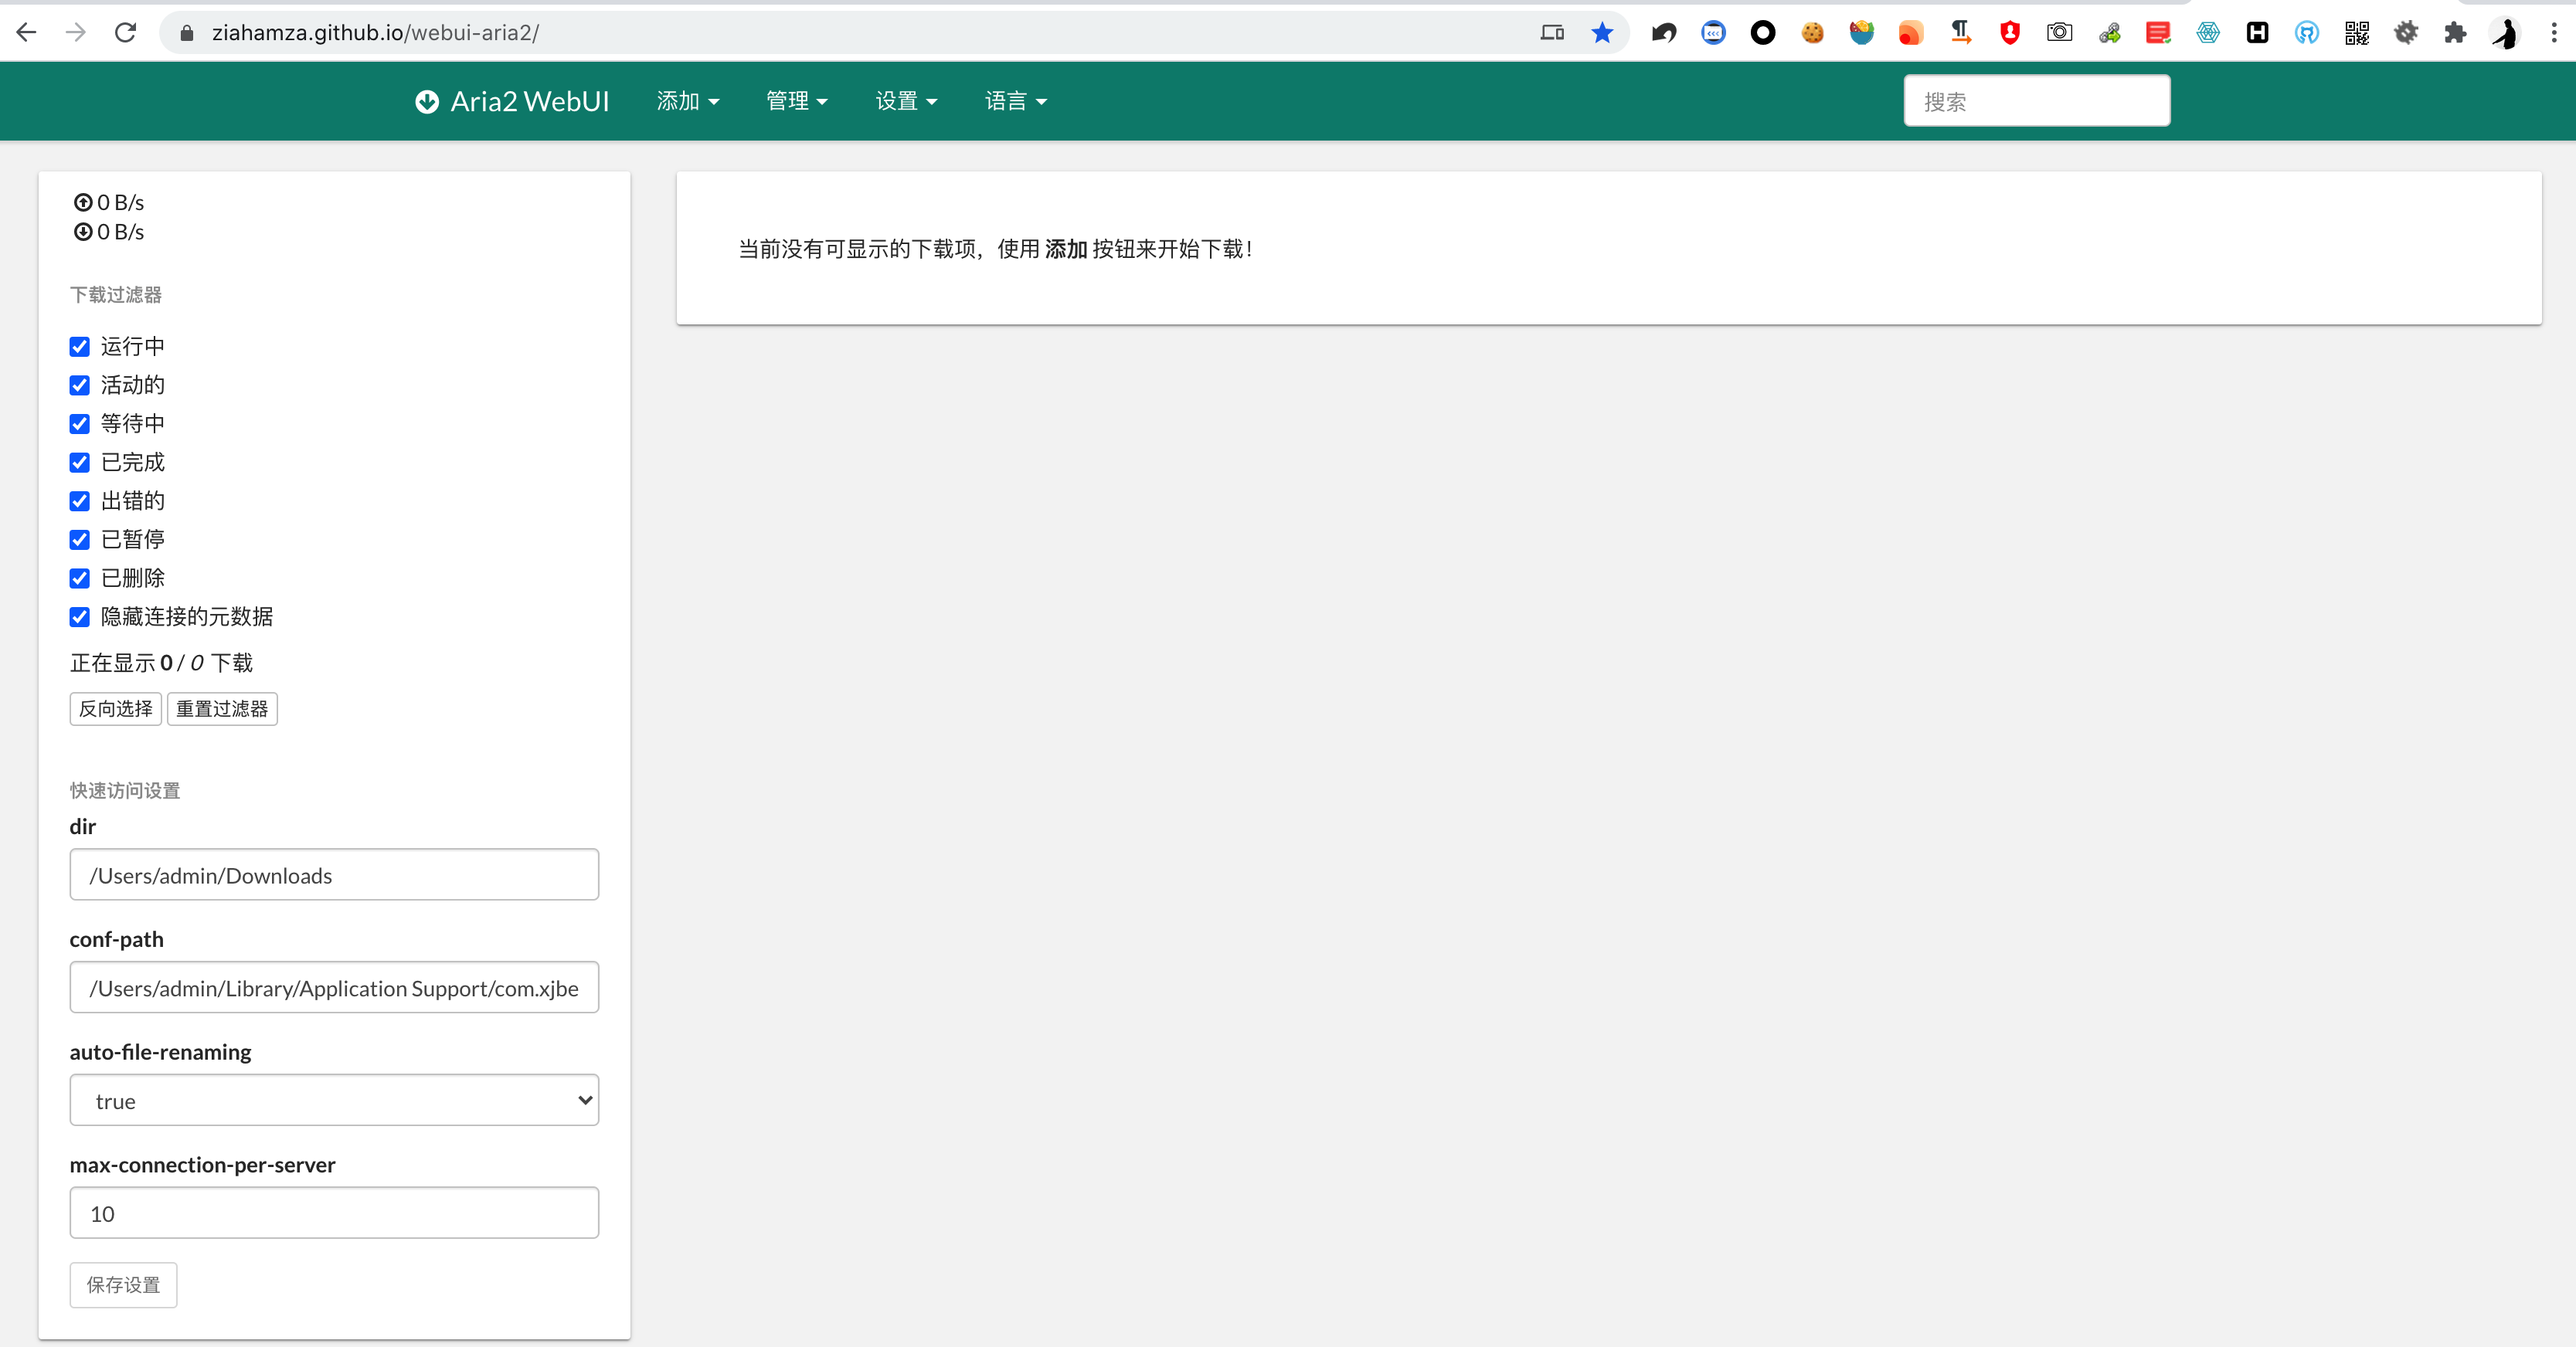 ziahamza.github.io/webui-aria2/
Aria2 WebUI 添加 管理 设置 语言 搜索
0 B/s
0 B/s
当前没有可显示的下载项，使用 添加 按钮来开始下载！
下载过滤器
运行中
活动的
等待中
已完成
出错的
已暂停
已删除
隐藏连接的元数据
正在显示 0 / 0 下载
反向选择 重置过滤器
快速访问设置
dir
/Users/admin/Downloads
conf-path
/Users/admin/Library/Application Support/com.xjbe
auto-file-renaming
true
max-connection-per-server
10
保存设置